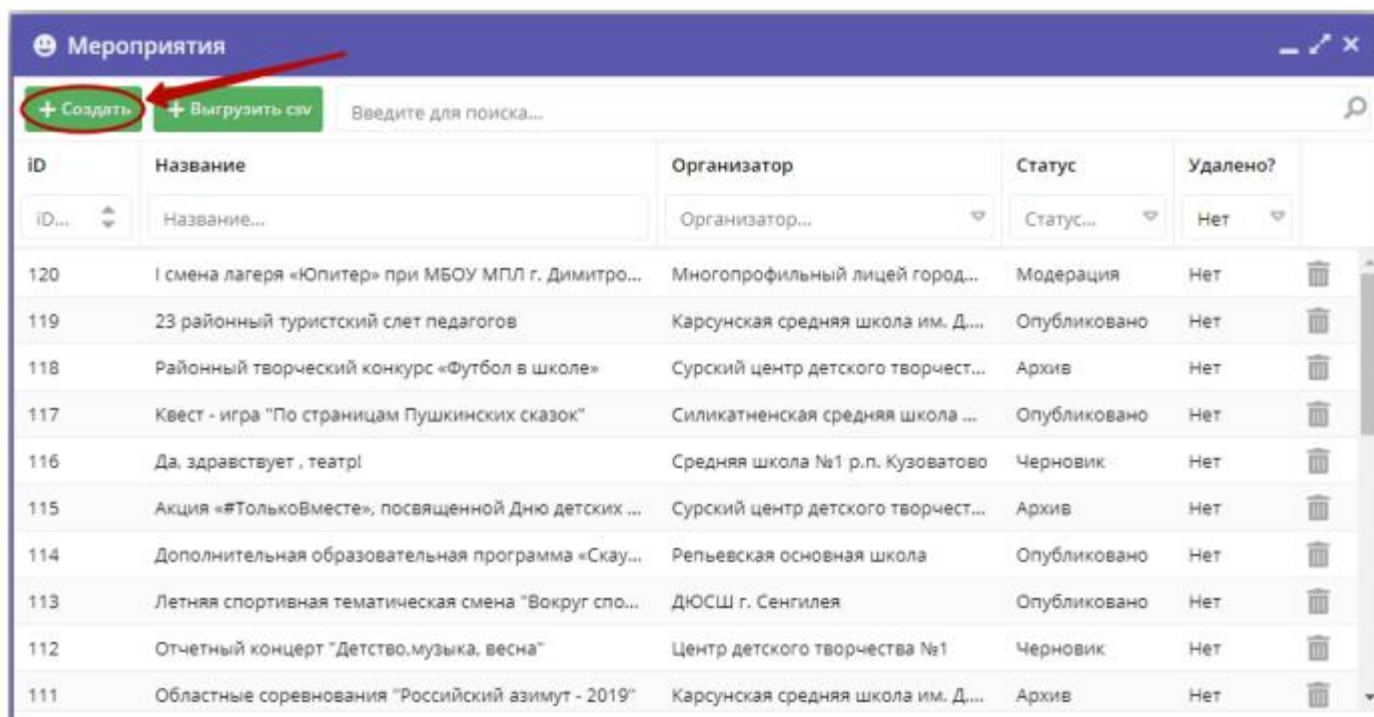 Мероприятия
+ Создать + Выгрузить csv Введите для поиска...
iD Название Организатор Статус Удалено?
iD... Название... Организатор... Статус... Нет
120 I смена лагеря «Юпитер» при МБОУ МПЛ г. Димитро... Многопрофильный лицей город... Модерация Нет
119 23 районный туристский слет педагогов Карсунская средняя школа им. Д.... Опубликовано Нет
118 Районный творческий конкурс «Футбол в школе» Сурский центр детского творчест... Архив Нет
117 Квест - игра "По страницам Пушкинских сказок" Силикатненская средняя школа ... Опубликовано Нет
116 Да, здравствует , театр! Средняя школа №1 р.п. Кузоватово Черновик Нет
115 Акция «#ТолькоВместе», посвященной Дню детских ... Сурский центр детского творчест... Архив Нет
114 Дополнительная образовательная программа «Скау... Репьевская основная школа Опубликовано Нет
113 Летняя спортивная тематическая смена "Вокруг спо... ДЮСШ г. Сенгилея Опубликовано Нет
112 Отчетный концерт "Детство,музыка, весна" Центр детского творчества №1 Черновик Нет
111 Областные соревнования "Российский азимут - 2019" Карсунская средняя школа им. Д.... Архив Нет